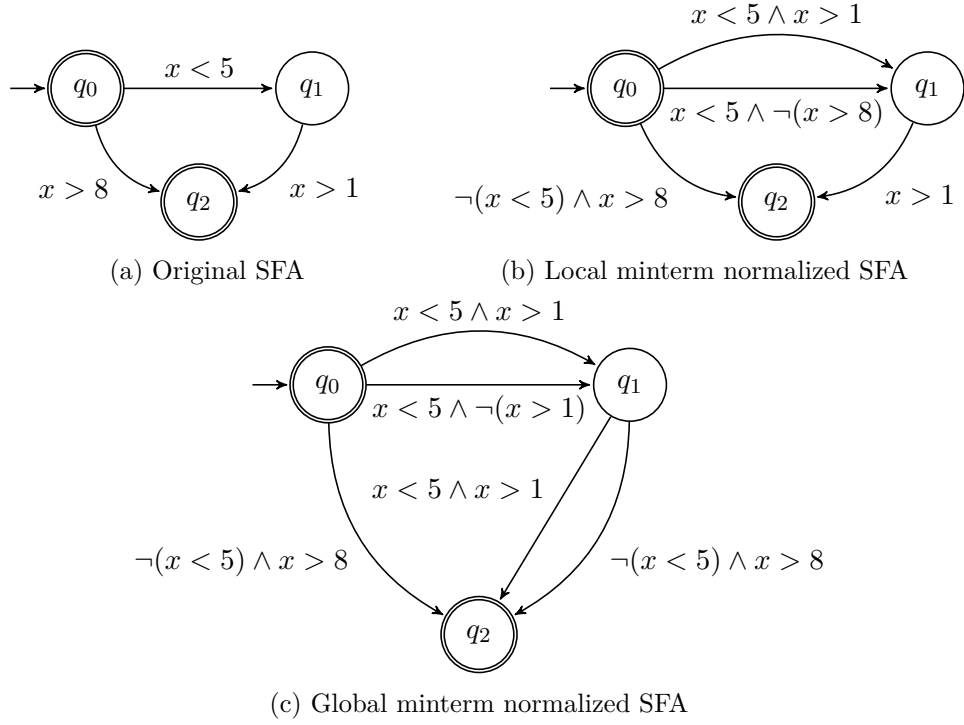 x < 5 ∧ x > 1
q0
x < 5
q1
x > 8
x > 1
q2
(a) Original SFA
q0
x < 5 ∧ ¬(x > 8)
q1
¬(x < 5) ∧ x > 8
x > 1
q2
(b) Local minterm normalized SFA
x < 5 ∧ x > 1
q0
x < 5 ∧ ¬(x > 1)
q1
x < 5 ∧ x > 1
¬(x < 5) ∧ x > 8
¬(x < 5) ∧ x > 8
q2
(c) Global minterm normalized SFA